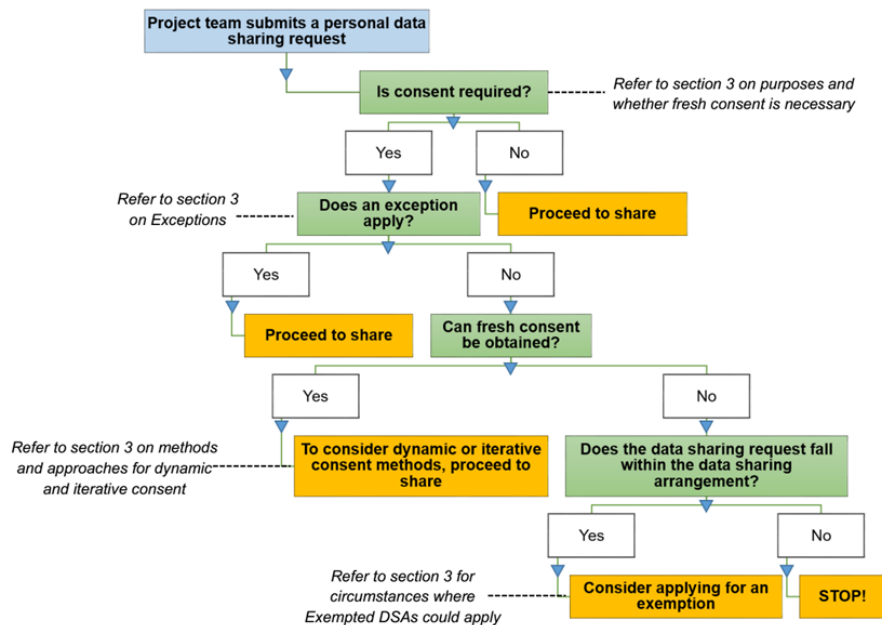 Project team submits a personal data
sharing request
Is consent required?
Refer to section 3 on purposes and
whether fresh consent is necessary
Yes
No
Refer to section 3
on Exceptions
Does an exception
apply?
Proceed to share
Yes
No
Proceed to share
Can fresh consent
be obtained?
Yes
No
Refer to section 3 on methods
and approaches for dynamic
and iterative consent
To consider dynamic or iterative
consent methods, proceed to
share
Does the data sharing request fall
within the data sharing
arrangement?
Yes
No
Refer to section 3 for
circumstances where
Exempted DSAs could apply
Consider applying for an
exemption
STOP!